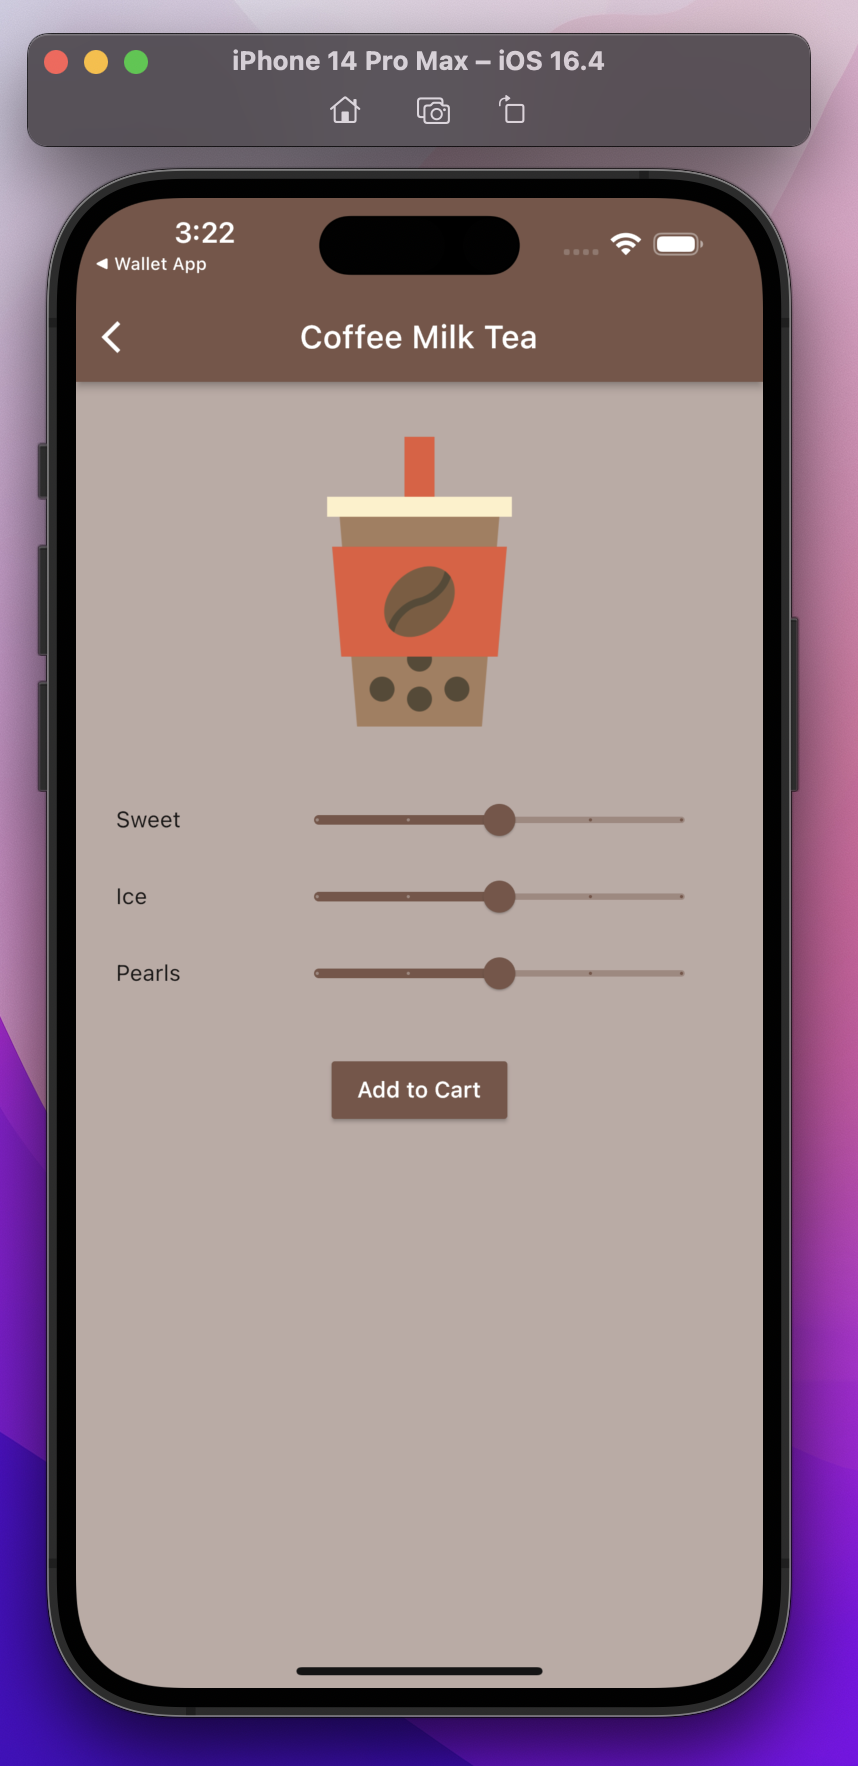 iPhone 14 Pro Max – iOS 16.4
3:22
◀ Wallet App
Coffee Milk Tea
Sweet
Ice
Pearls
Add to Cart